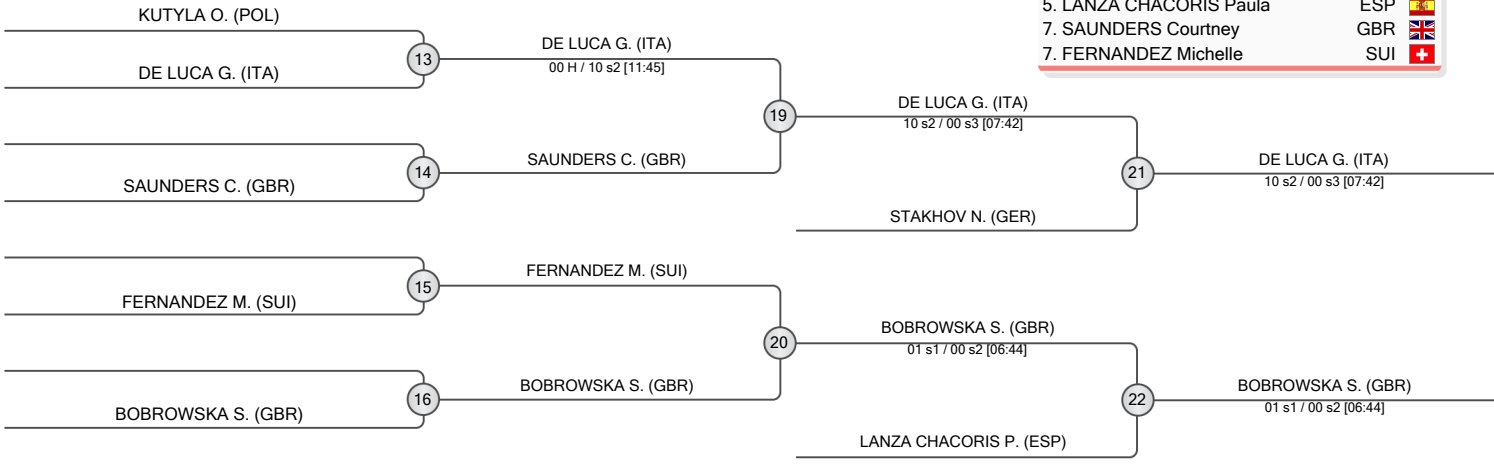 KUTYLA O. (POL)
DE LUCA G. (ITA)
13
DE LUCA G. (ITA)
00 H / 10 s2 [11:45]
SAUNDERS C. (GBR)
14
SAUNDERS C. (GBR)
19
DE LUCA G. (ITA)
10 s2 / 00 s3 [07:42]
STAKHOV N. (GER)
21
DE LUCA G. (ITA)
10 s2 / 00 s3 [07:42]
FERNANDEZ M. (SUI)
15
FERNANDEZ M. (SUI)
BOBROWSKA S. (GBR)
16
BOBROWSKA S. (GBR)
20
BOBROWSKA S. (GBR)
01 s1 / 00 s2 [06:44]
LANZA CHACORIS P. (ESP)
22
BOBROWSKA S. (GBR)
01 s1 / 00 s2 [06:44]
5. LANZA CHACORIS Paula ESP
7. SAUNDERS Courtney GBR
7. FERNANDEZ Michelle SUI